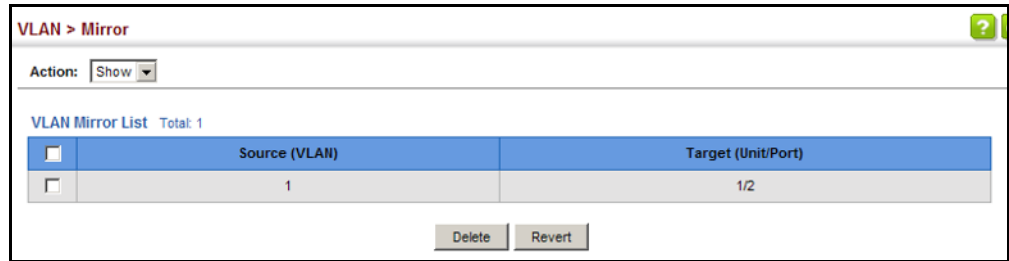 VLAN > Mirror
?
Action: Show
VLAN Mirror List Total: 1
Source (VLAN) Target (Unit/Port)
1 1/2
Delete Revert